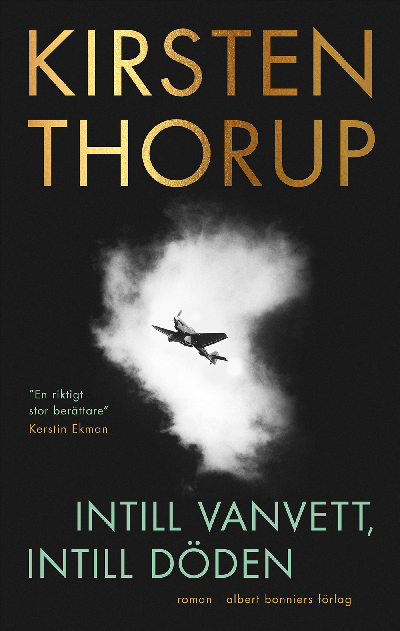 KIRSTEN
THORUP
"En riktigt
stor berättare"
Kerstin Ekman
INTILL VANVETT,
INTILL DÖDEN
roman albert bonniers förlag